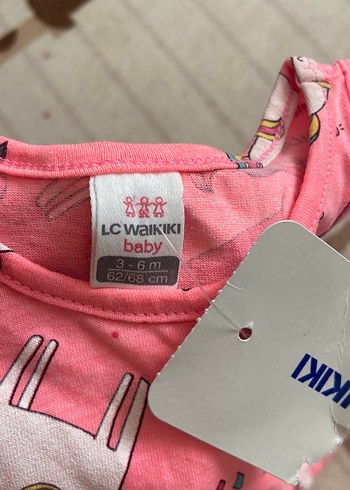 LC WAIKIKI
baby
3 - 6 m
62/68 cm
IKIKI